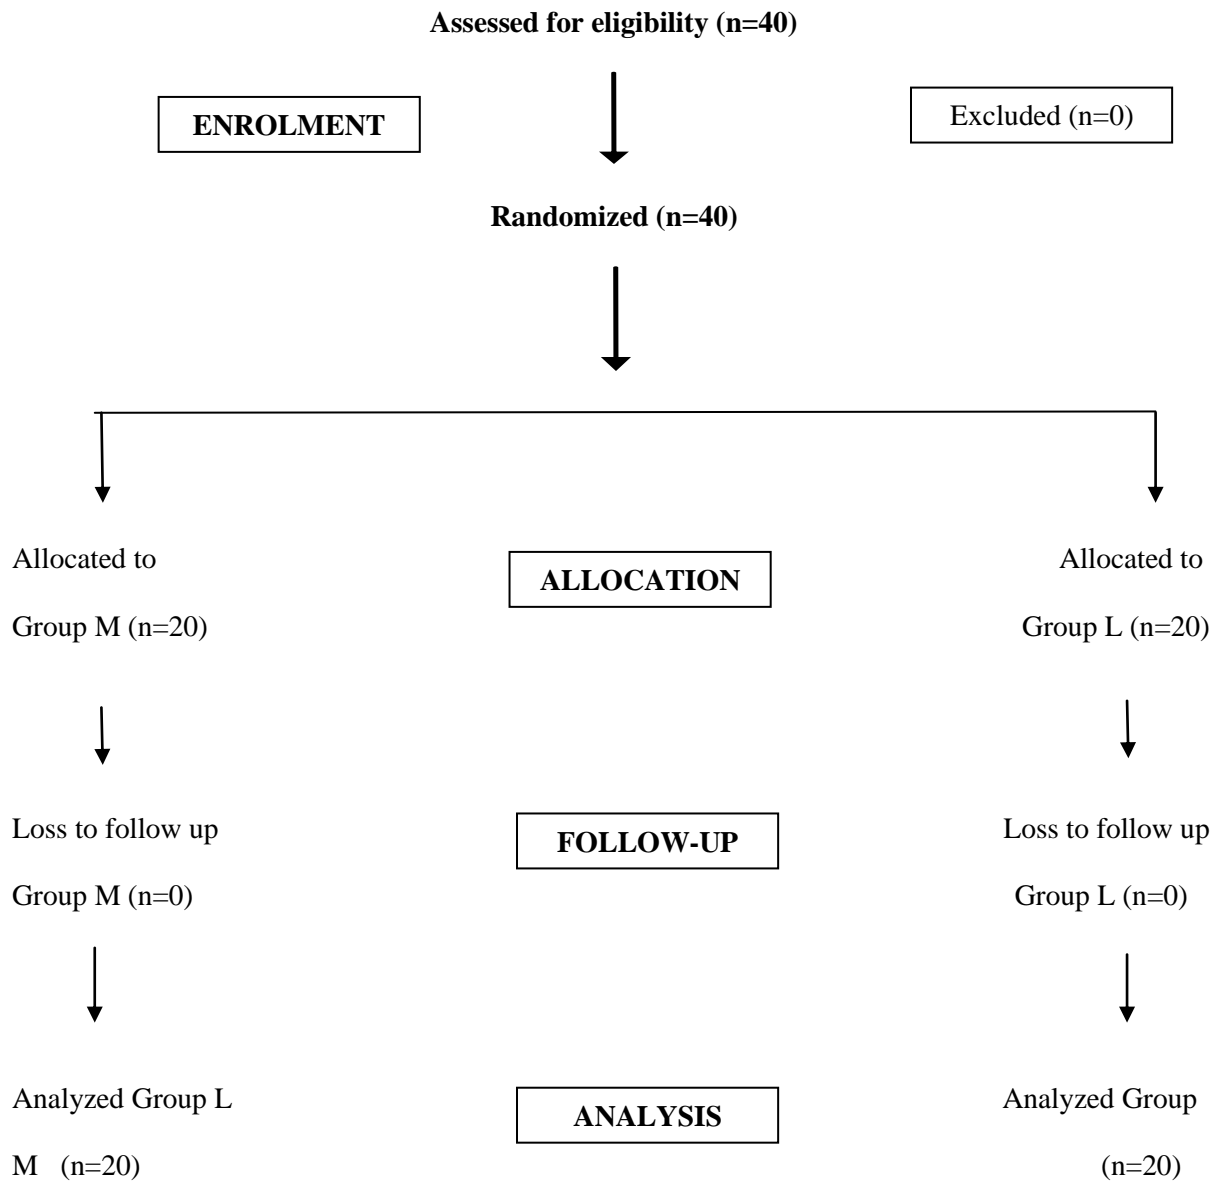 Assessed for eligibility (n=40)
ENROLMENT
Excluded (n=0)
Randomized (n=40)
Allocated to
Group M (n=20)
ALLOCATION
Allocated to
Group L (n=20)
Loss to follow up
Group M (n=0)
FOLLOW-UP
Loss to follow up
Group L (n=0)
Analyzed Group L
M (n=20)
ANALYSIS
Analyzed Group
(n=20)